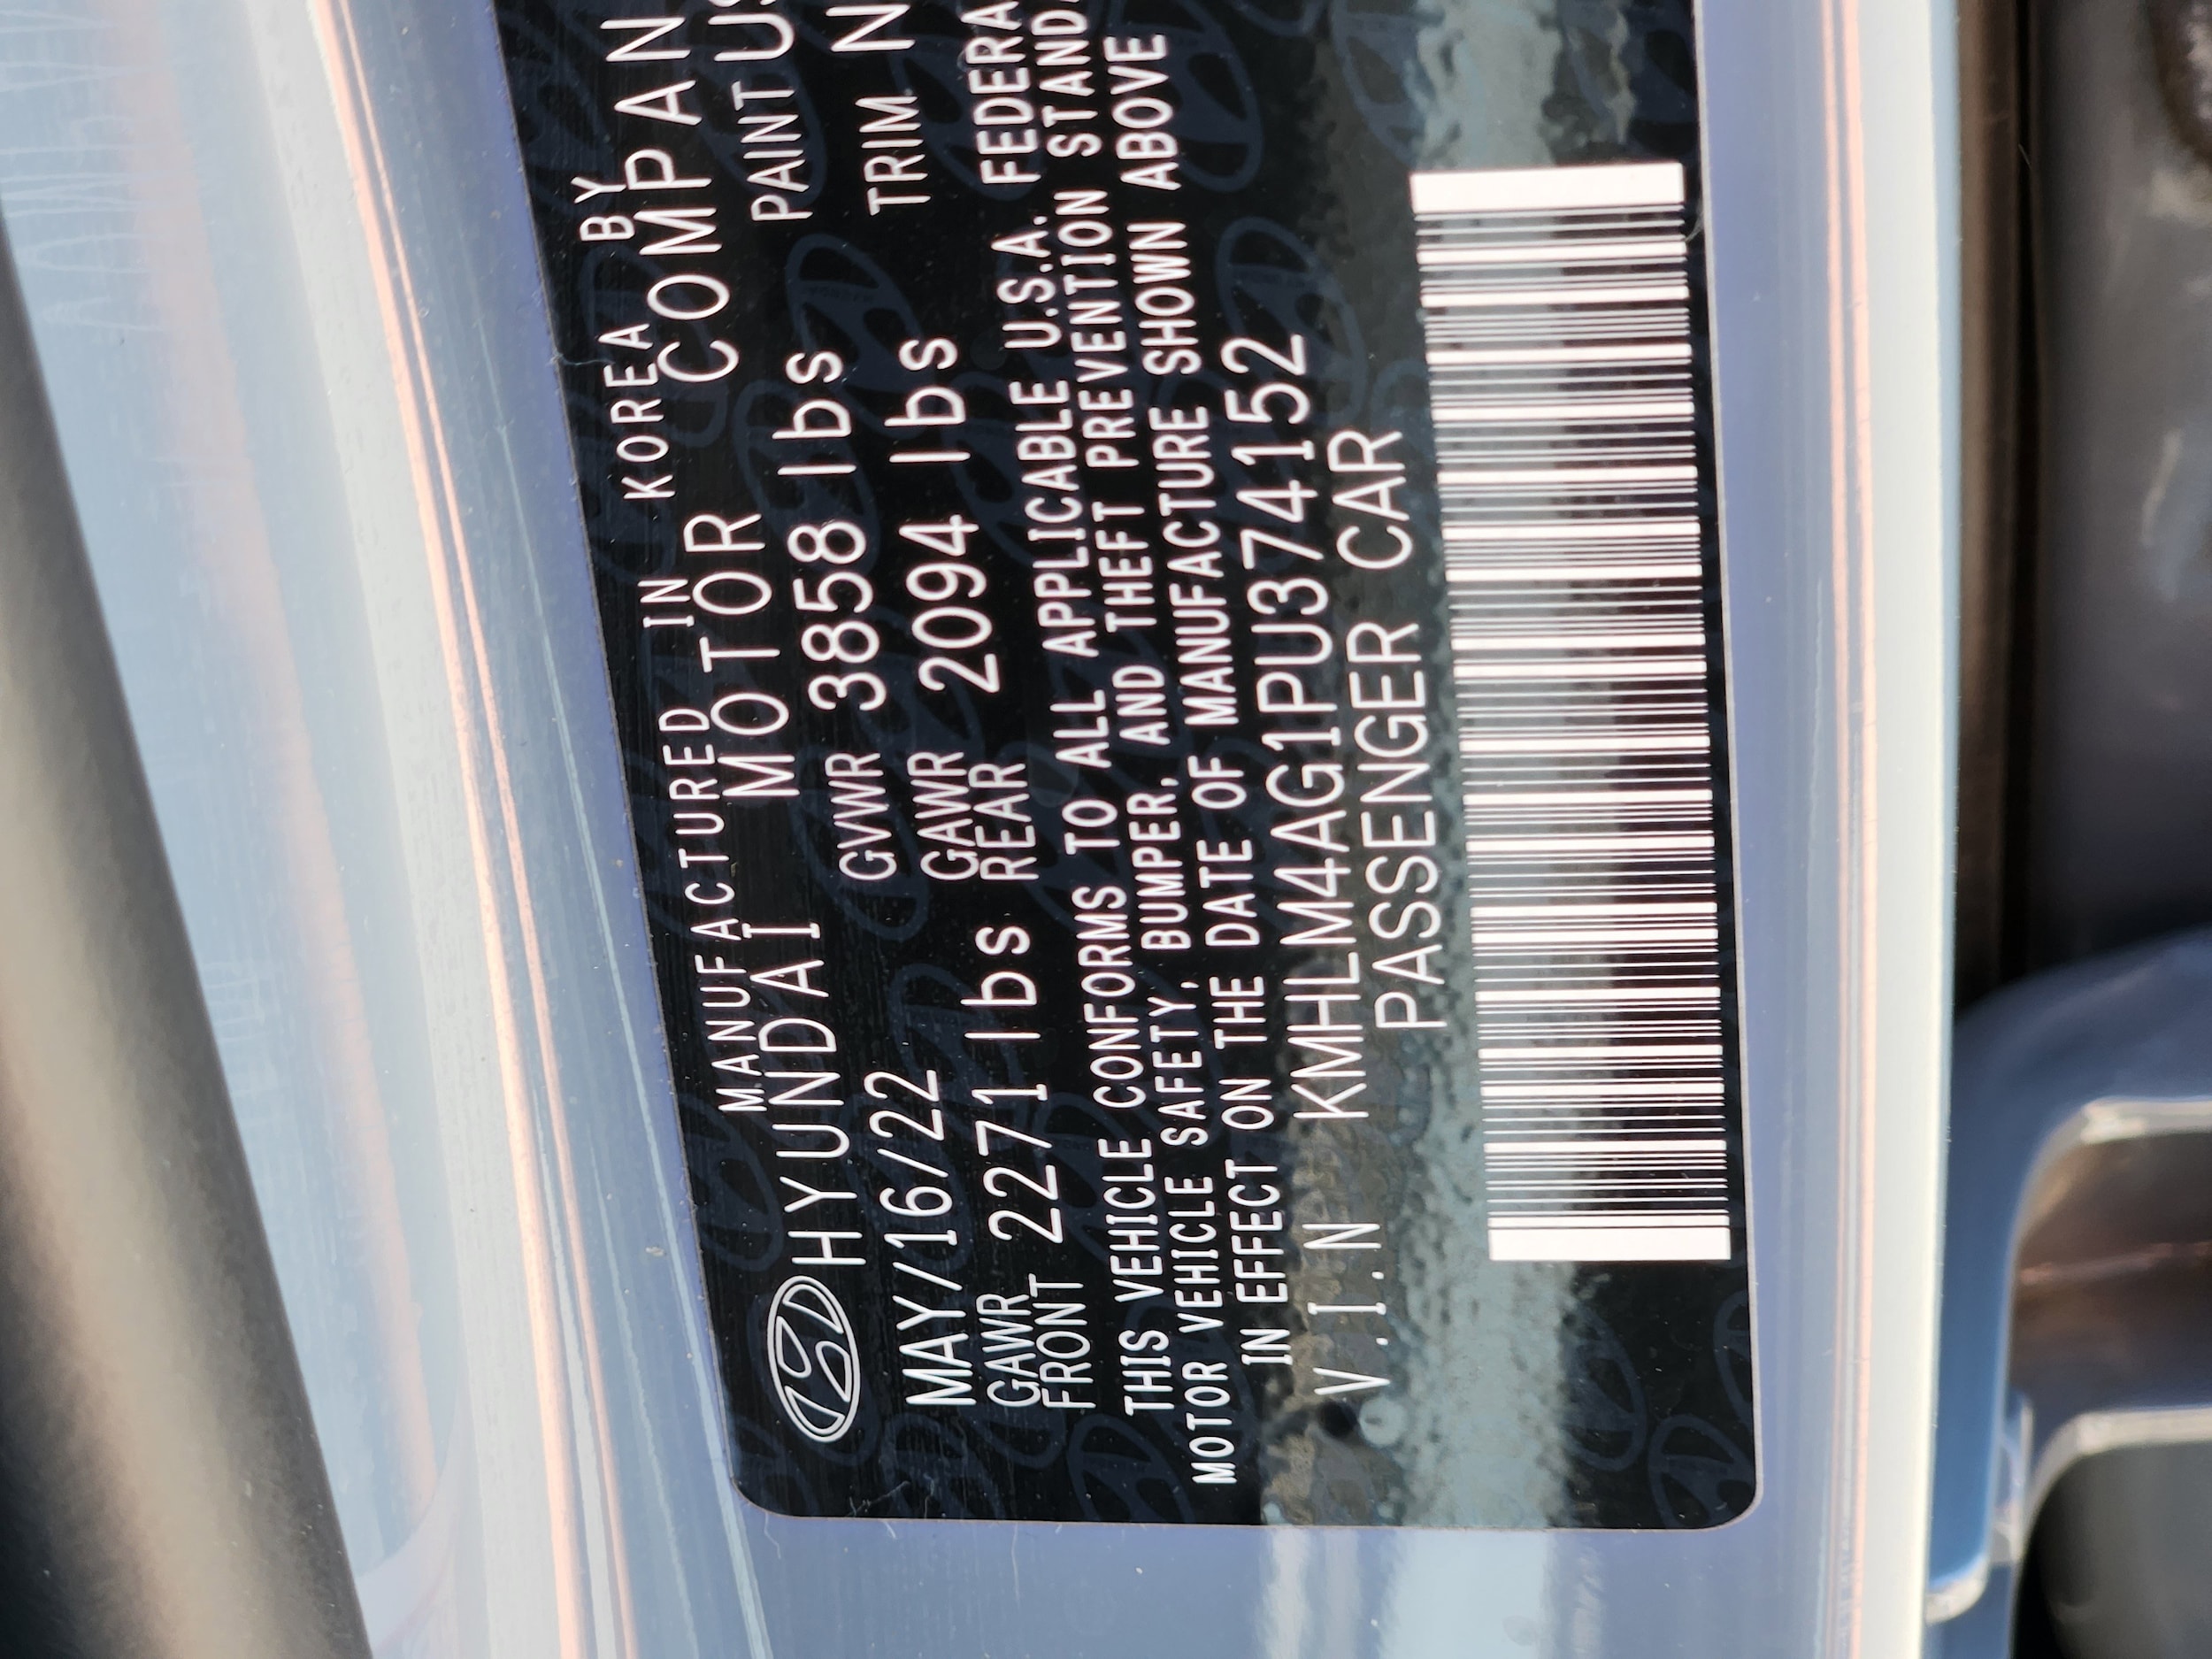 MANUFACTURED IN KOREA BY
HYUNDAI MOTOR COMPAN
MAY/16/22 GVWR 3858 lbs PAINT US
GAWR FRONT 2271 lbs GAWR REAR 2094 lbs TRIM N
THIS VEHICLE CONFORMS TO ALL APPLICABLE U.S.A. FEDERA
MOTOR VEHICLE SAFETY, BUMPER, AND THEFT PREVENTION STANDA
IN EFFECT ON THE DATE OF MANUFACTURE SHOWN ABOVE
V.I.N KMHLM4AG1PU374152
PASSENGER CAR